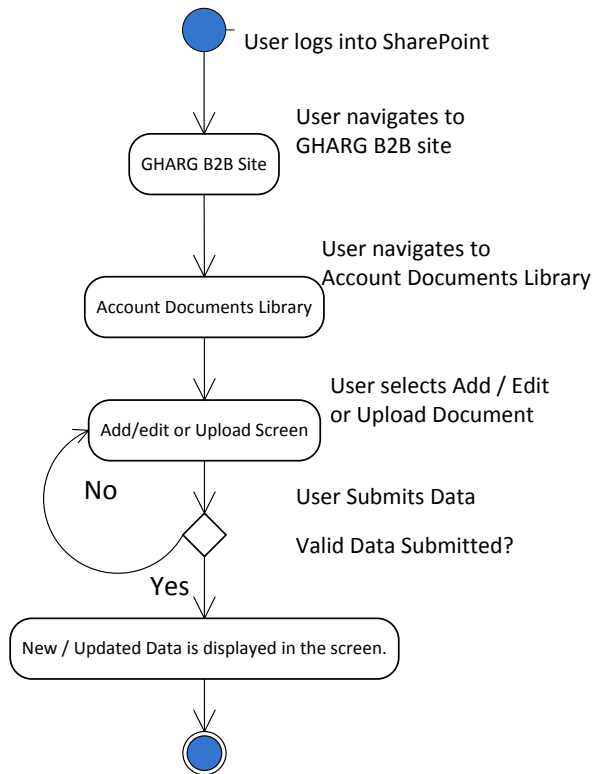 User logs into SharePoint
User navigates to
GHARG B2B site
GHARG B2B Site
User navigates to
Account Documents Library
Account Documents Library
User selects Add / Edit
or Upload Document
Add/edit or Upload Screen
No
User Submits Data
Valid Data Submitted?
Yes
New / Updated Data is displayed in the screen.